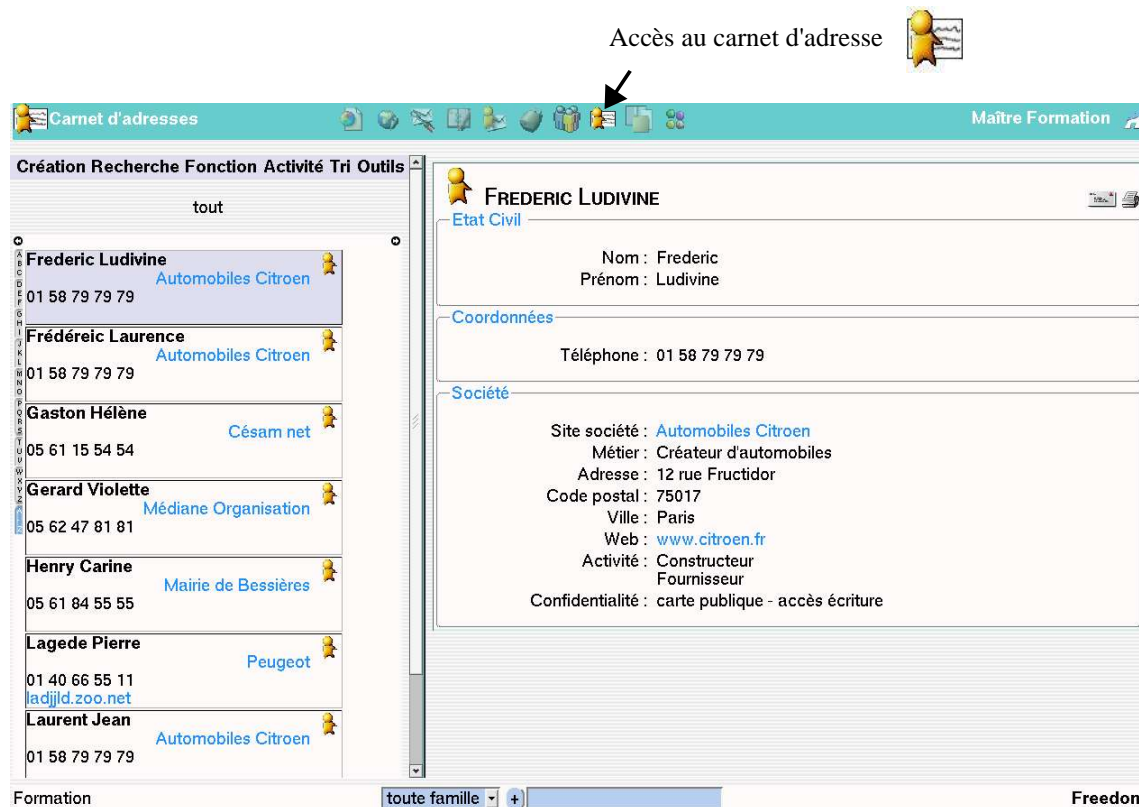 Accès au carnet d'adresse
Carnet d'adresses
Maître Formation
Création Recherche Fonction Activité Tri Outils
tout
A
B
C
D
E
F
G
H
I
J
K
L
M
N
O
P
Q
R
S
T
U
V
W
X
Y
Z
Frederic Ludivine
Automobiles Citroen
01 58 79 79 79
Frédéreic Laurence
Automobiles Citroen
01 58 79 79 79
Gaston Hélène
Césam net
05 61 15 54 54
Gerard Violette
Médiane Organisation
05 62 47 81 81
Henry Carine
Mairie de Bessières
05 61 84 55 55
Lagede Pierre
Peugeot
01 40 66 55 11
ladjjld.zoo.net
Laurent Jean
Automobiles Citroen
01 58 79 79 79
FREDERIC LUDIVINE
Etat Civil
Nom : Frederic
Prénom : Ludivine
Coordonnées
Téléphone : 01 58 79 79 79
Société
Site société : Automobiles Citroen
Métier : Créateur d'automobiles
Adresse : 12 rue Fructidor
Code postal : 75017
Ville : Paris
Web : www.citroen.fr
Activité : Constructeur
Fournisseur
Confidentialité : carte publique - accès écriture
Formation
toute famille
+
Freedom